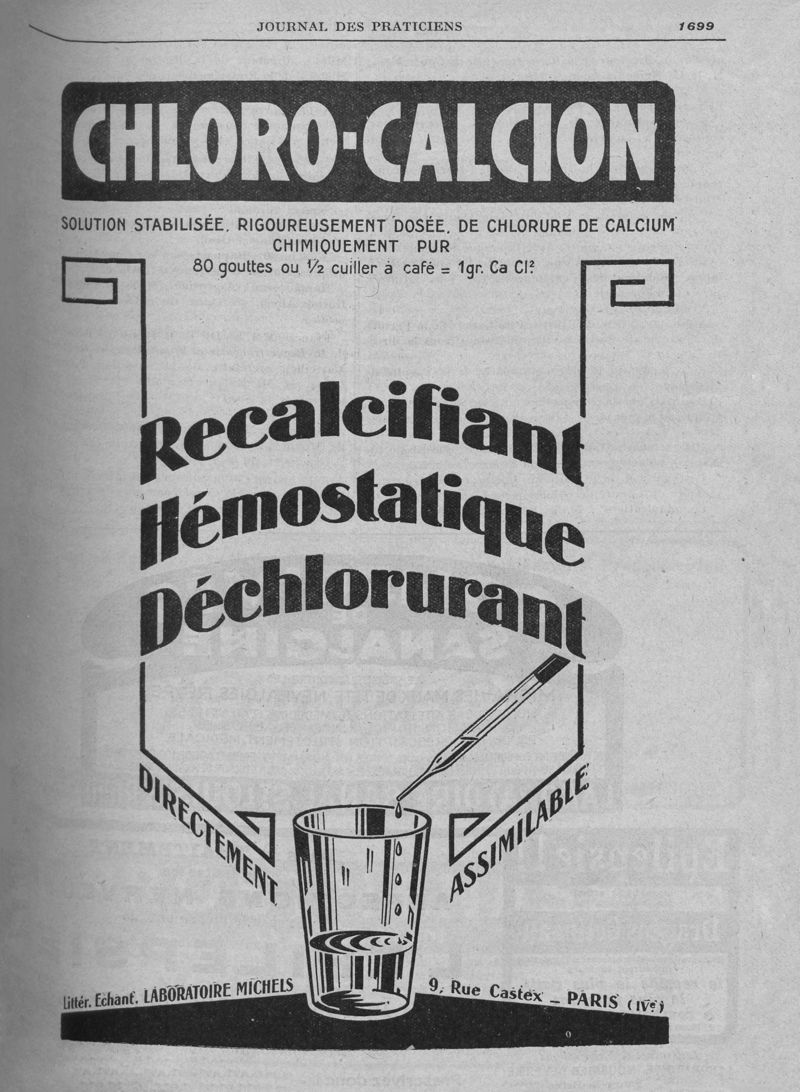 JOURNAL DES PRATICIENS 1699
CHLORO-CALCION
SOLUTION STABILISÉE, RIGOUREUSEMENT DOSÉE, DE CHLORURE DE CALCIUM
CHIMIQUEMENT PUR
80 gouttes ou ½ cuiller à café = 1gr. Ca Cl²
Recalcifiant
Hémostatique
Déchlorurant
DIRECTEMENT ASSIMILABLE
Littér. Echant. LABORATOIRE MICHELS 9, Rue Castex _ PARIS (IVe)